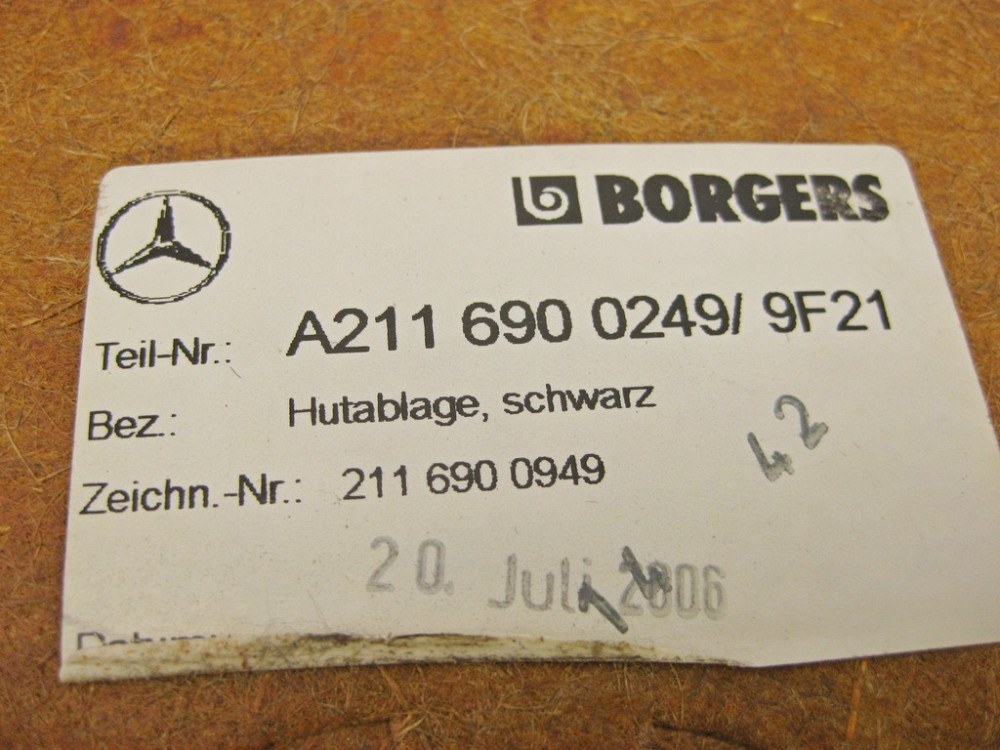 BORGERS
Teil-Nr.: A211 690 0249/ 9F21
Bez.: Hutablage, schwarz
42
Zeichn.-Nr.: 211 690 0949
20. Juli 2006